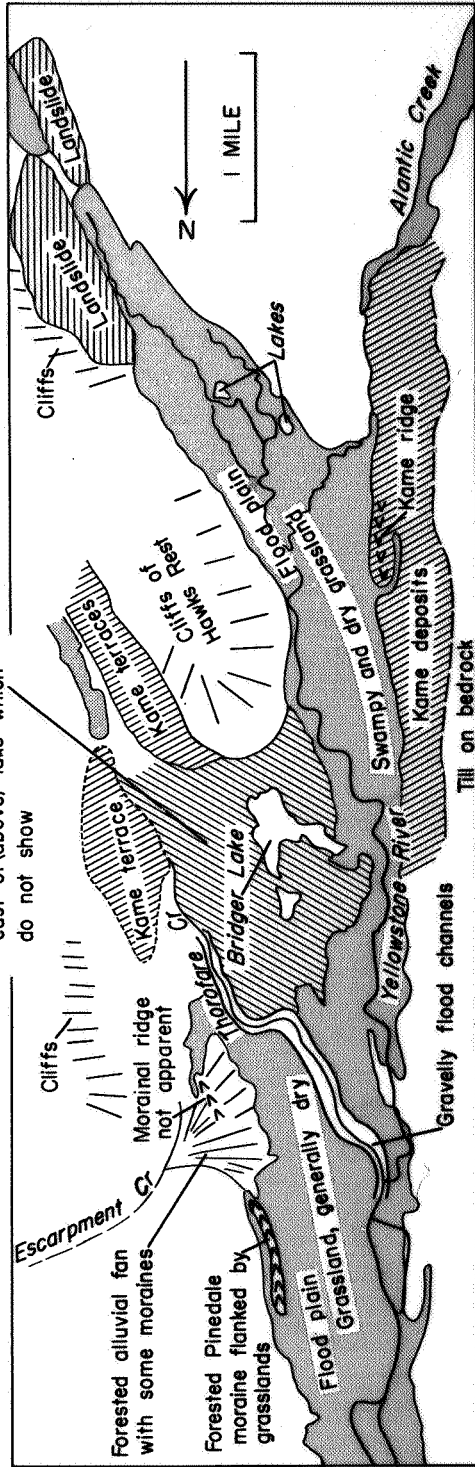 east of (above) lake which
do not show
Cliffs
Escarpment Cr
Morainal ridge
not apparent
Forested alluvial fan
with some moraines
Forested Pinedale
moraine flanked by
grasslands
Thorofare Cr
Kame terrace
Kame terraces
Cliffs of
Hawks Rest
Cliffs
Landslide
Landslide
N
1 MILE
Lakes
Bridger Lake
Flood plain
Swampy and dry grassland
Flood plain
Grassland, generally dry
Yellowstone River
Gravelly flood channels
Kame ridge
Kame deposits
Till on bedrock
Atlantic Creek